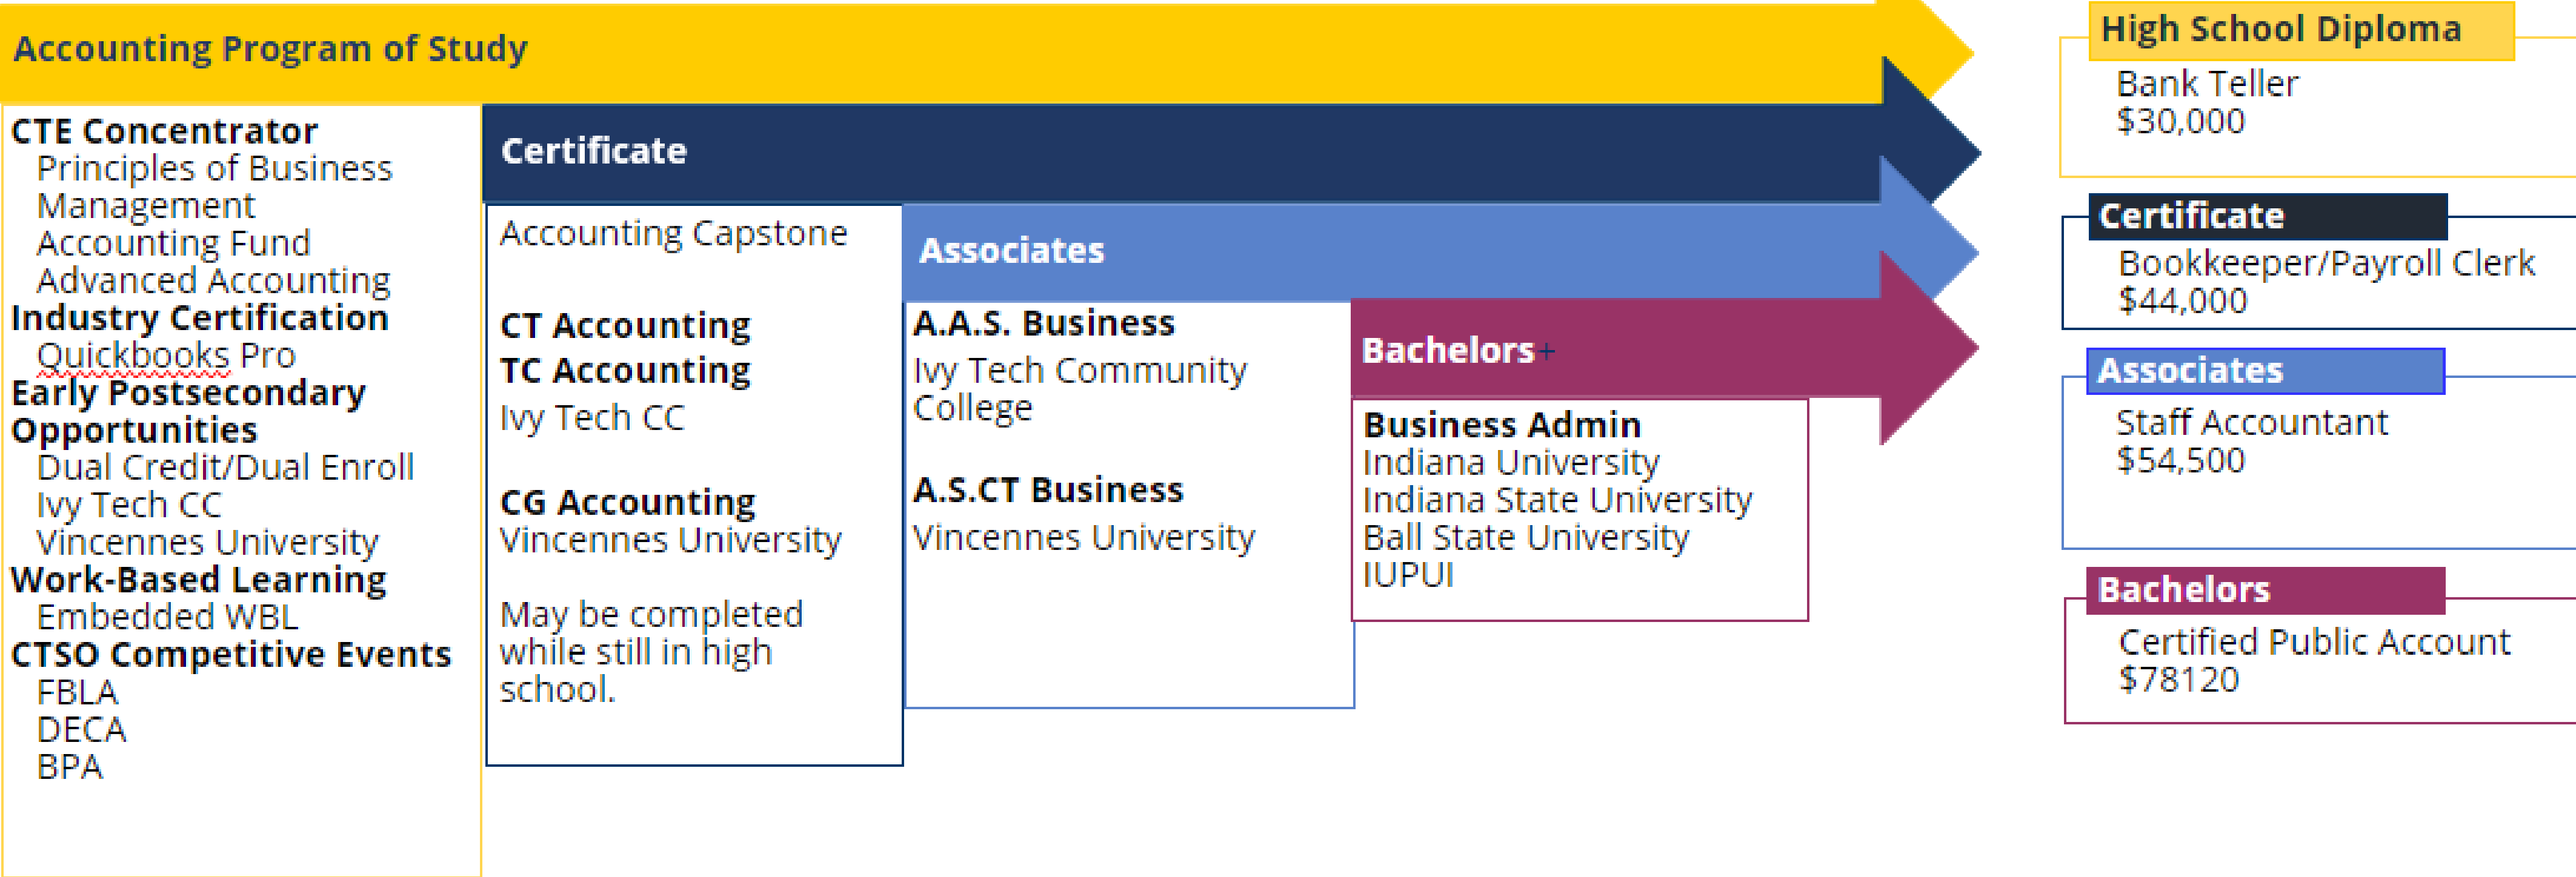 Accounting Program of Study
CTE Concentrator
Principles of Business
Management
Accounting Fund
Advanced Accounting
Industry Certification
Quickbooks Pro
Early Postsecondary
Opportunities
Dual Credit/Dual Enroll
Ivy Tech CC
Vincennes University
Work-Based Learning
Embedded WBL
CTSO Competitive Events
FBLA
DECA
BPA
Certificate
Accounting Capstone
CT Accounting
TC Accounting
Ivy Tech CC
CG Accounting
Vincennes University
May be completed
while still in high
school.
Associates
A.A.S. Business
Ivy Tech Community
College
A.S.CT Business
Vincennes University
Bachelors+
Business Admin
Indiana University
Indiana State University
Ball State University
IUPUI
High School Diploma
Bank Teller
$30,000
Certificate
Bookkeeper/Payroll Clerk
$44,000
Associates
Staff Accountant
$54,500
Bachelors
Certified Public Account
$78120